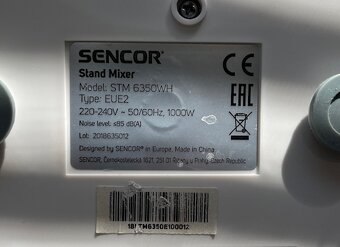 SENCOR®
Stand Mixer
Model: STM 6350WH
Type: EUE2
220-240V ~ 50/60Hz, 1000W
Noise level: ≤85 dB(A)
Lot: 2018635012
Designed by SENCOR® in Europe, Made in China
SENCOR, Černokostelecká 1621, 251 01 Říčany u Prahy, Czech Republic
CE
EAC